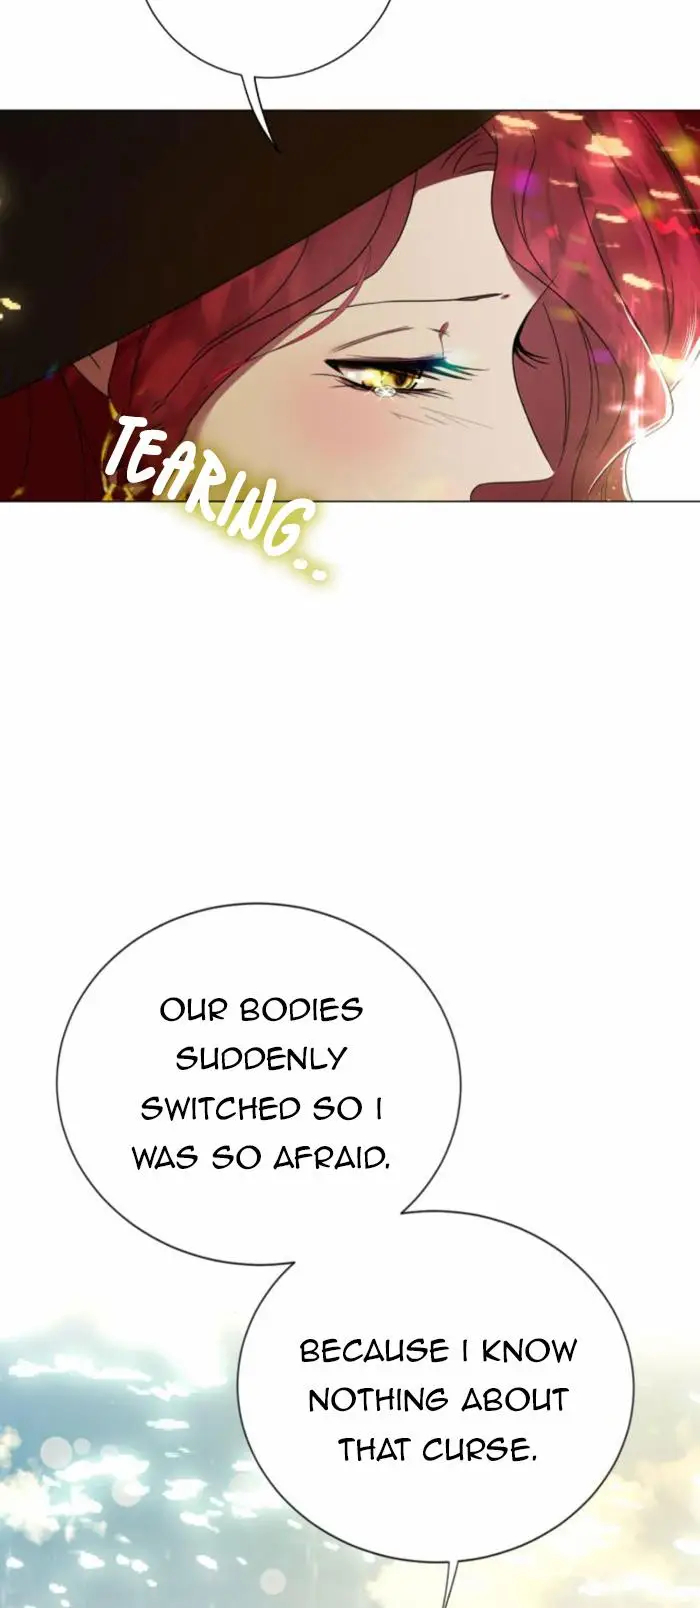 TEARING..
OUR BODIES
SUDDENLY
SWITCHED SO I
WAS SO AFRAID.
BECAUSE I KNOW
NOTHING ABOUT
THAT CURSE.